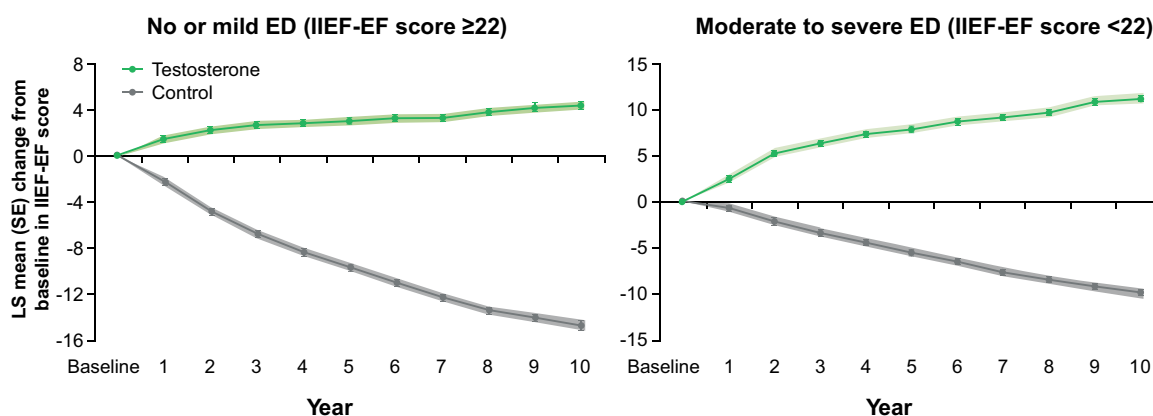 No or mild ED (IIEF-EF score ≥22)
LS mean (SE) change from
baseline in IIEF-EF score
8
4
0
-4
-8
-12
-16
Testosterone
Control
Baseline 1 2 3 4 5 6 7 8 9 10
Year
Moderate to severe ED (IIEF-EF score <22)
15
10
5
0
-5
-10
-15
Baseline 1 2 3 4 5 6 7 8 9 10
Year